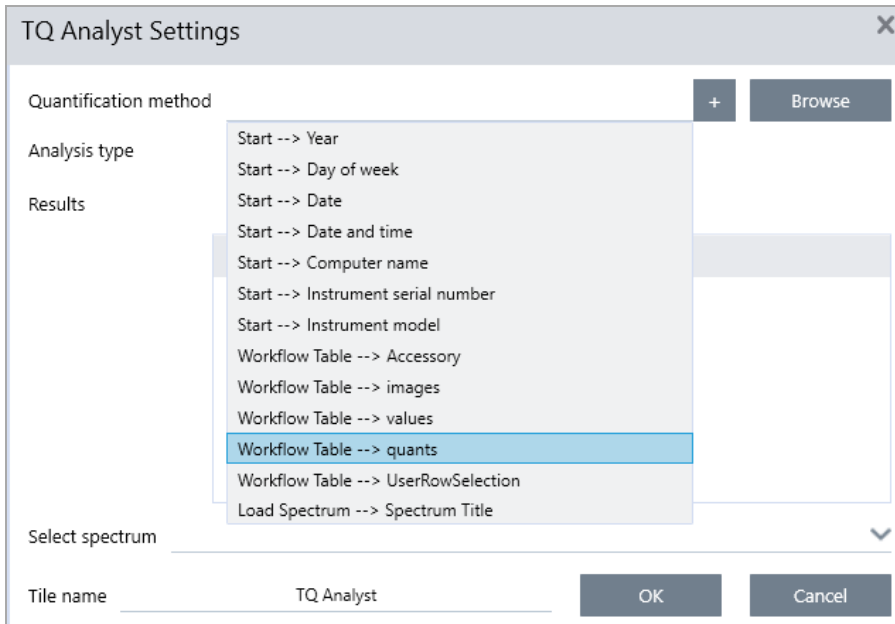 TQ Analyst Settings
Quantification method + Browse
Start --> Year
Analysis type
Start --> Day of week
Results
Start --> Date
Start --> Date and time
Start --> Computer name
Start --> Instrument serial number
Start --> Instrument model
Workflow Table --> Accessory
Workflow Table --> images
Workflow Table --> values
Workflow Table --> quants
Workflow Table --> UserRowSelection
Load Spectrum --> Spectrum Title
Select spectrum
Tile name TQ Analyst OK Cancel